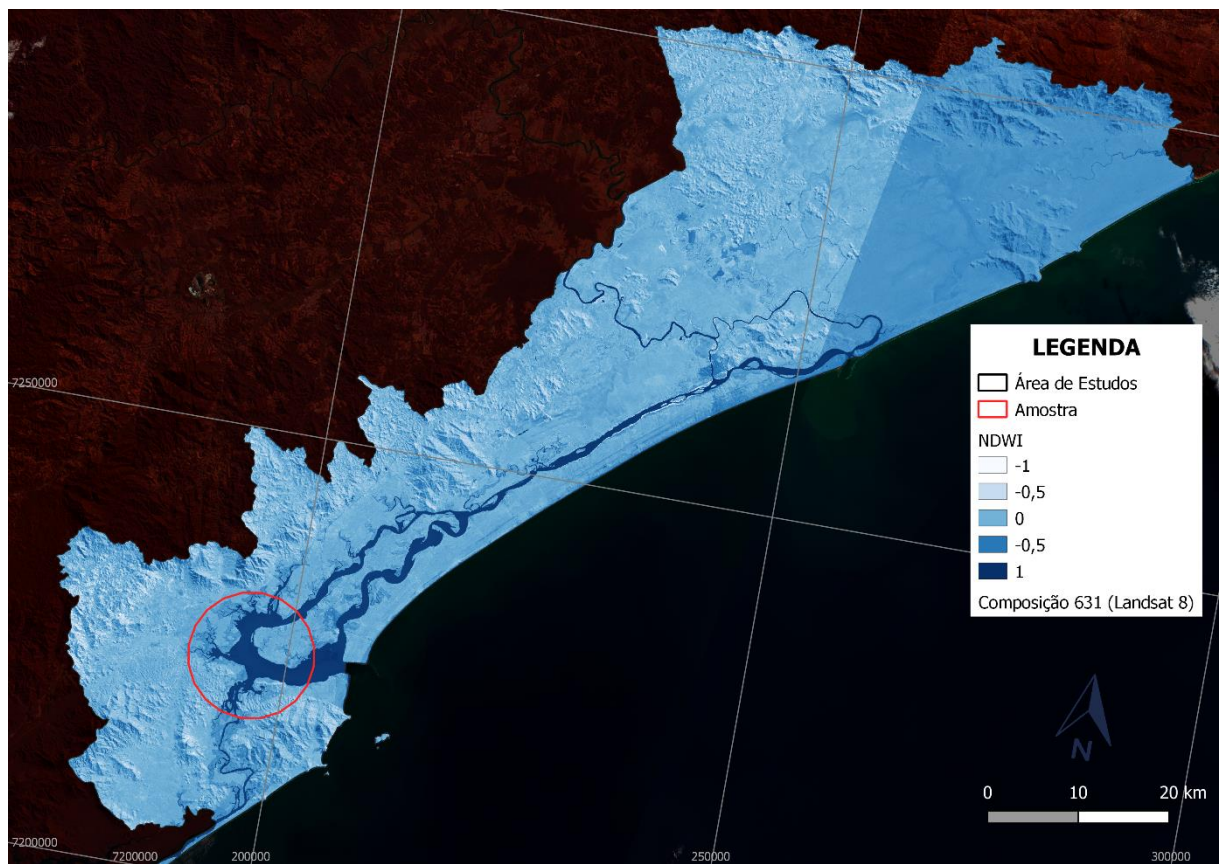 LEGENDA
Área de Estudos
Amostra
NDWI
-1
-0,5
0
-0,5
1
Composição 631 (Landsat 8)
7250000
N
0 10 20 km
7200000
7200000
200000
250000
300000